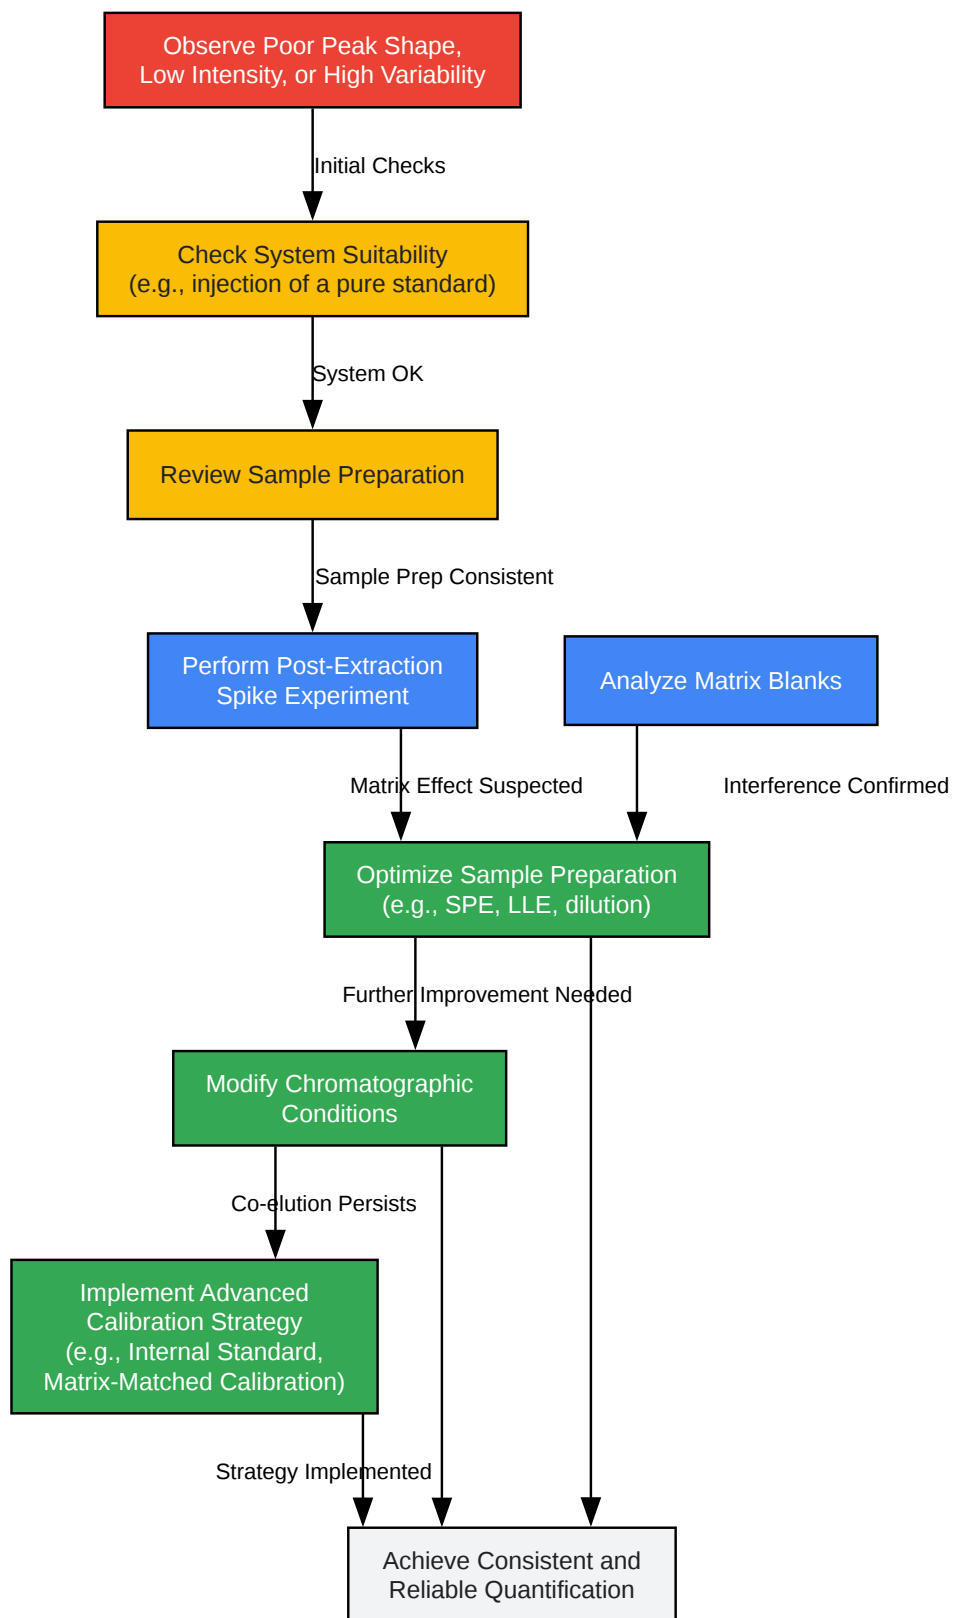 Observe Poor Peak Shape,
Low Intensity, or High Variability
Initial Checks
Check System Suitability
(e.g., injection of a pure standard)
System OK
Review Sample Preparation
Sample Prep Consistent
Perform Post-Extraction
Spike Experiment
Analyze Matrix Blanks
Matrix Effect Suspected
Interference Confirmed
Optimize Sample Preparation
(e.g., SPE, LLE, dilution)
Further Improvement Needed
Modify Chromatographic
Conditions
Co-elution Persists
Implement Advanced
Calibration Strategy
(e.g., Internal Standard,
Matrix-Matched Calibration)
Strategy Implemented
Achieve Consistent and
Reliable Quantification